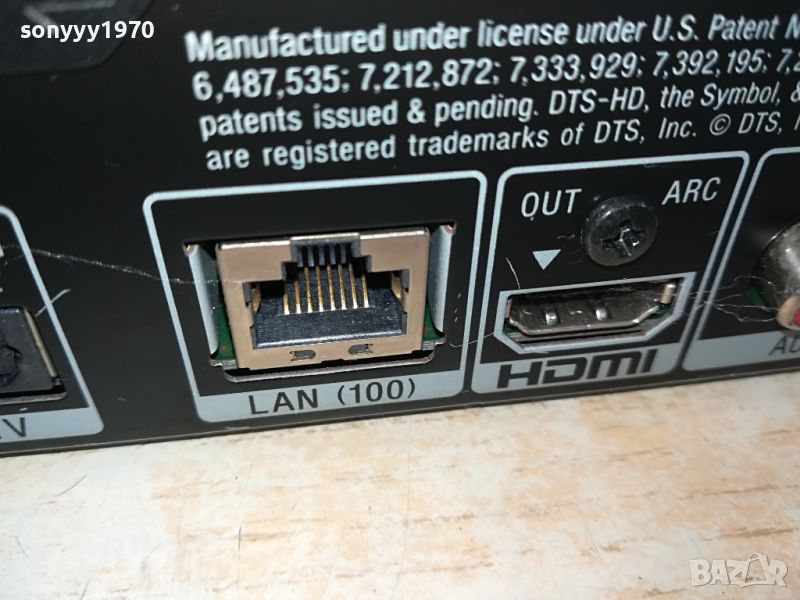 sonyyy1970
Manufactured under license under U.S. Patent
6,487,535; 7,212,872; 7,333,929; 7,392,195;
patents issued & pending. DTS-HD, the Symbol, &
are registered trademarks of DTS, Inc. © DTS,
OUT
ARC
LAN (100)
HDMI
BAZAR